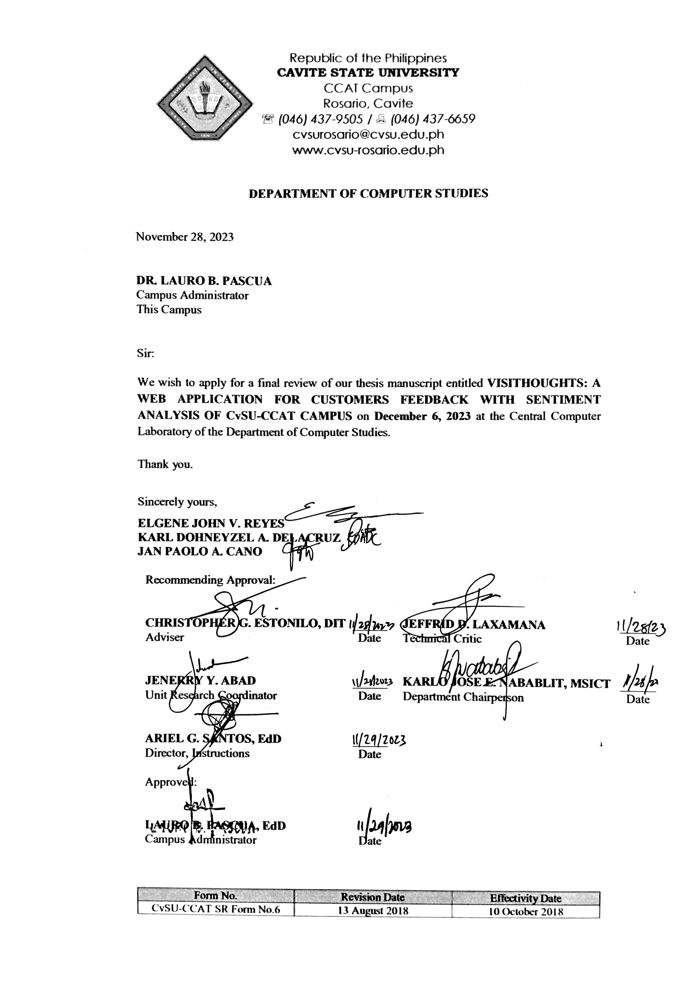 Republic of the Philippines
CAVITE STATE UNIVERSITY
CCAT Campus
Rosario, Cavite
☎ (046) 437-9505 / (046) 437-6659
cvsurosario@cvsu.edu.ph
www.cvsu-rosario.edu.ph
CAVITE STATE UNIVERSITY
CAVITE PHILIPPINES
1906
DEPARTMENT OF COMPUTER STUDIES
November 28, 2023
DR. LAURO B. PASCUA
Campus Administrator
This Campus
Sir:
We wish to apply for a final review of our thesis manuscript entitled VISITHOUGHTS: A
WEB APPLICATION FOR CUSTOMERS FEEDBACK WITH SENTIMENT
ANALYSIS OF CvSU-CCAT CAMPUS on December 6, 2023 at the Central Computer
Laboratory of the Department of Computer Studies.
Thank you.
Sincerely yours,
ELGENE JOHN V. REYES
KARL DOHNEYZEL A. DELACRUZ
JAN PAOLO A. CANO
Recommending Approval:
CHRISTOPHER G. ESTONILO, DIT 11/28/2023 JEFFRID D. LAXAMANA 11/28/23
Adviser Date Technical Critic Date
JENERRY Y. ABAD 11/28/2023 KARLO JOSE E. NABABLIT, MSICT 11/28/23
Unit Research Coordinator Date Department Chairperson Date
ARIEL G. SANTOS, EdD 11/29/2023
Director, Instructions Date
Approved:
LAURO B. PASCUA, EdD 11/29/2023
Campus Administrator Date
Form No. Revision Date Effectivity Date
CvSU-CCAT SR Form No.6 13 August 2018 10 October 2018